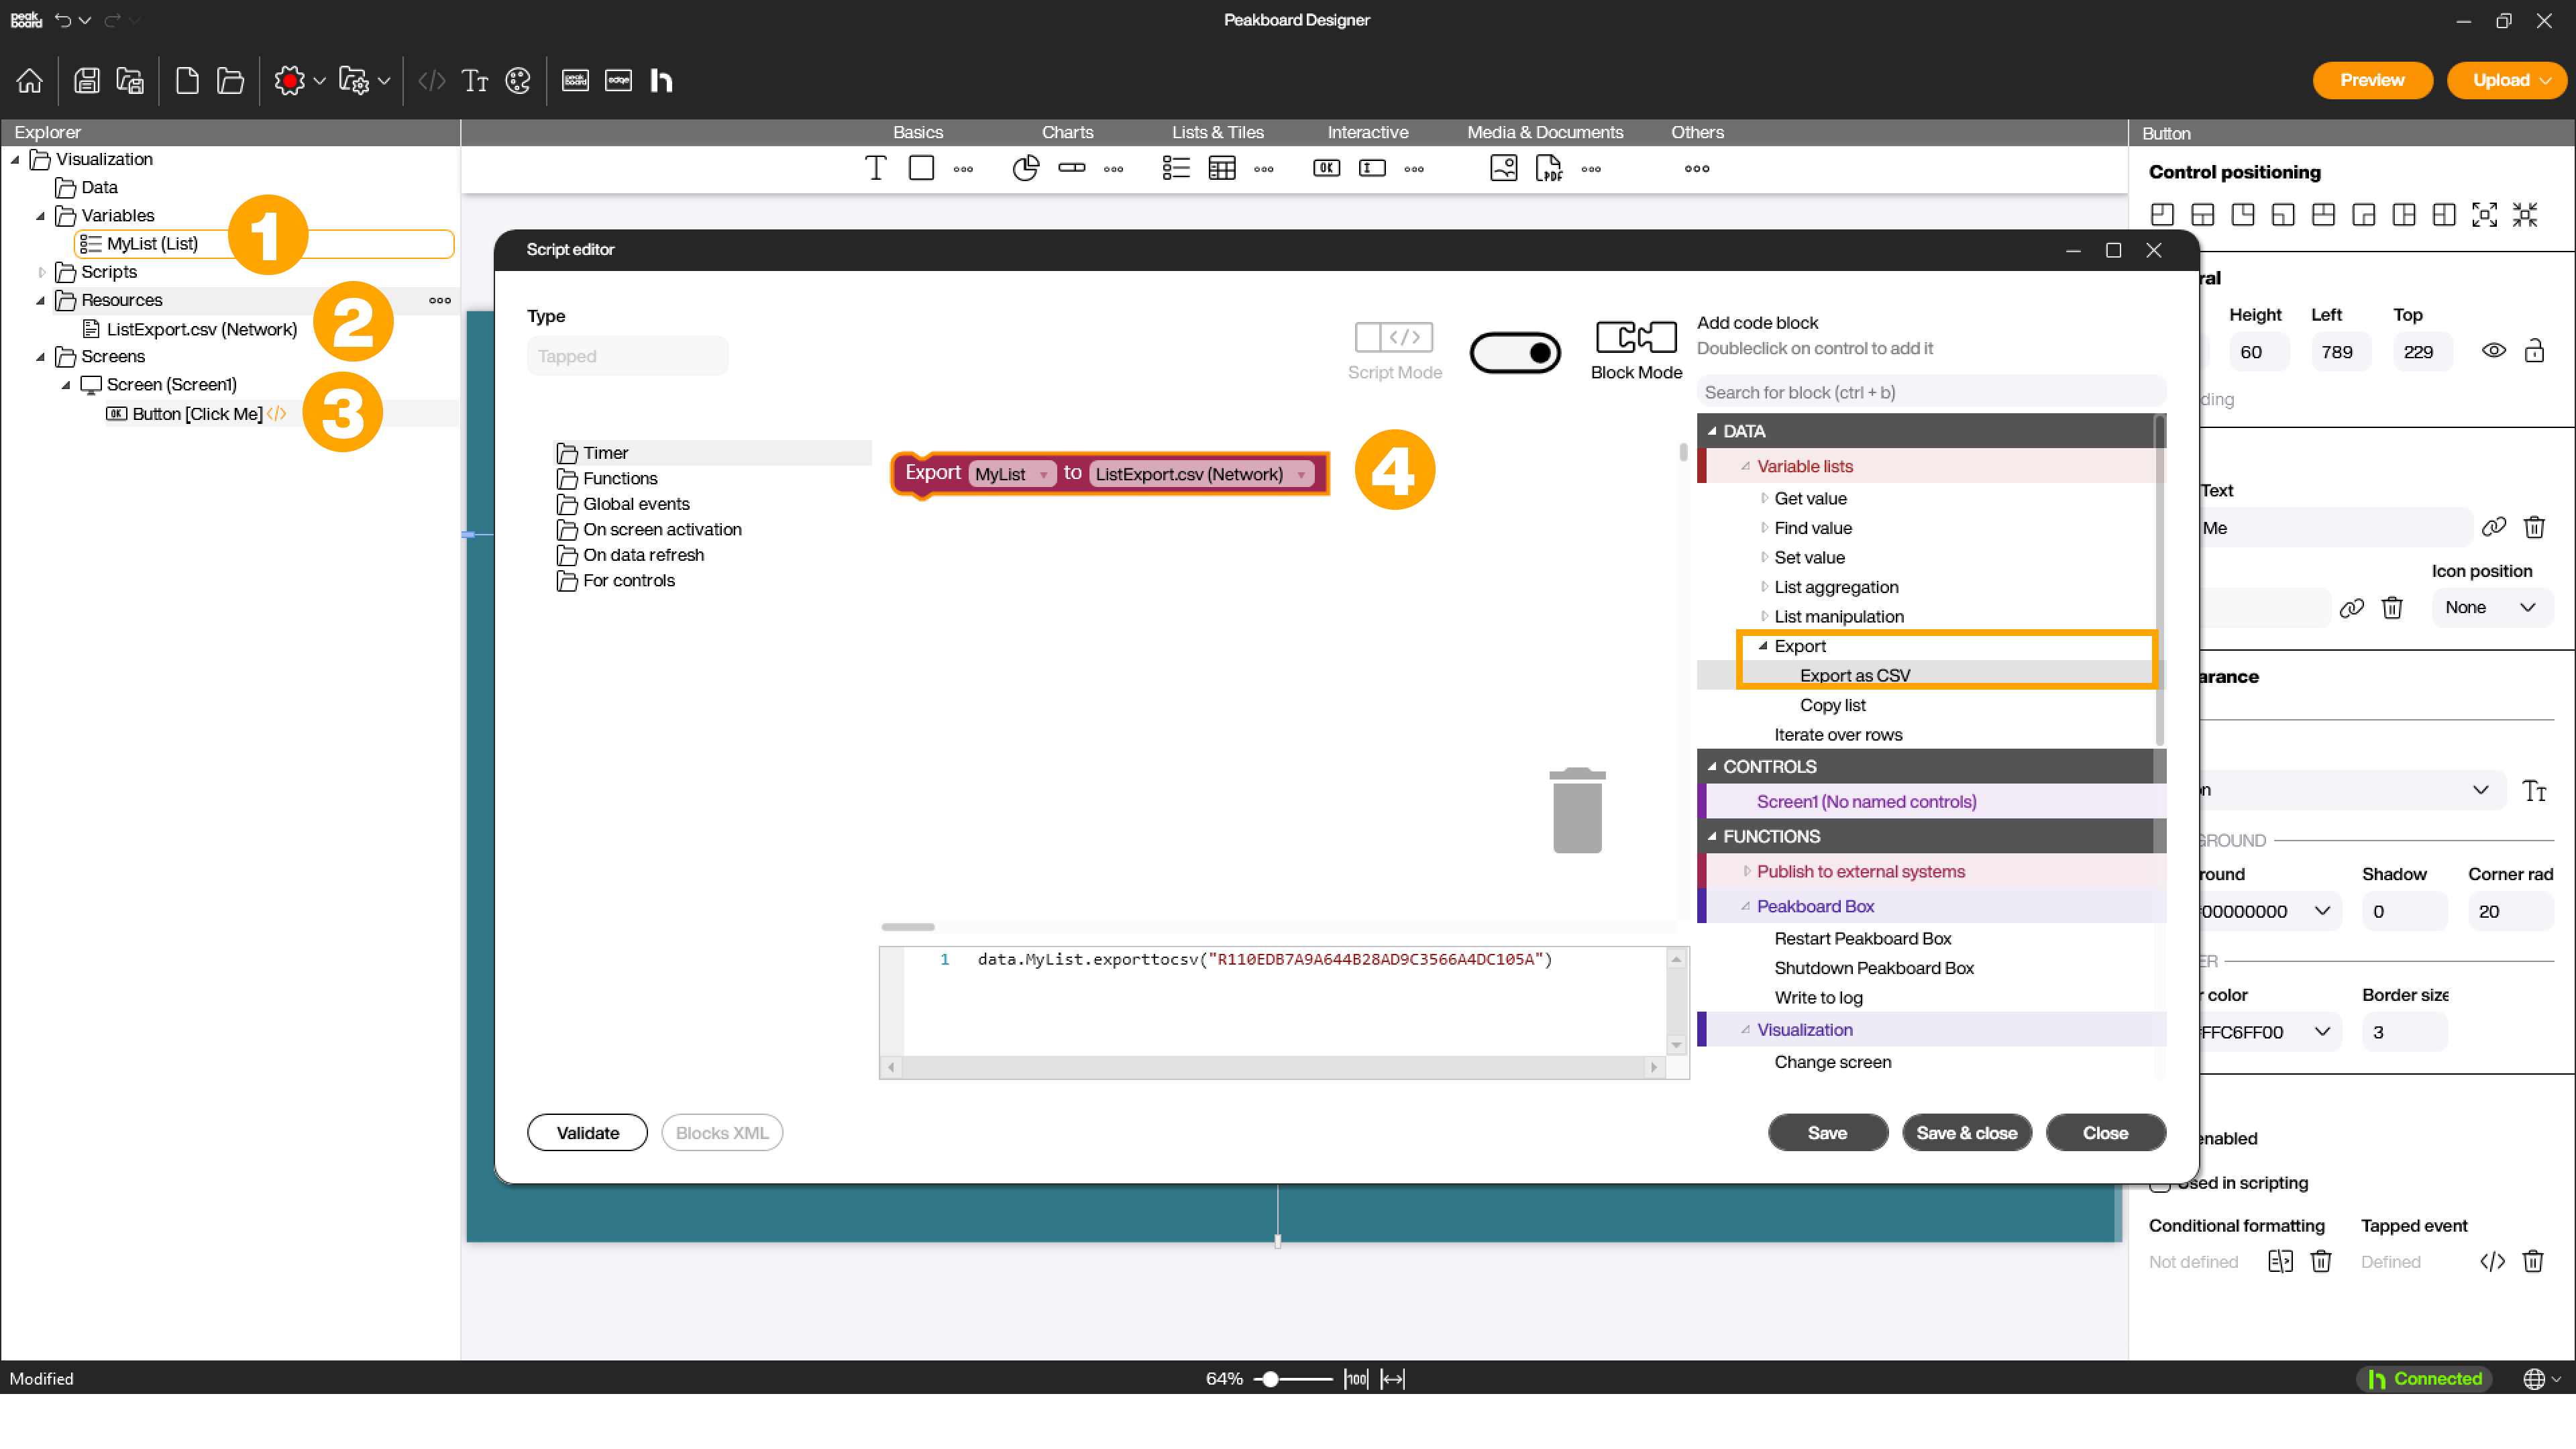 peak
board
Peakboard Designer
peak
board
edge
Preview
Upload
Explorer
Basics
Charts
Lists & Tiles
Interactive
Media & Documents
Others
Button
Visualization
Data
Variables
MyList (List)
1
Scripts
Resources
ListExport.csv (Network)
2
Screens
Screen (Screen1)
OK Button [Click Me]</>
3
OK
PDF
Control positioning
ral
Height
Left
Top
60
789
229
ding
Text
Me
Icon position
None
arance
n
GROUND
round
Shadow
Corner rad
#00000000
0
20
ER
r color
Border size
#FFC6FF00
3
enabled
Used in scripting
Conditional formatting
Tapped event
Not defined
Defined
Script editor
Type
Tapped
Script Mode
Block Mode
Add code block
Doubleclick on control to add it
Search for block (ctrl + b)
Timer
Functions
Global events
On screen activation
On data refresh
For controls
Export MyList to ListExport.csv (Network)
4
DATA
Variable lists
Get value
Find value
Set value
List aggregation
List manipulation
Export
Export as CSV
Copy list
Iterate over rows
CONTROLS
Screen1 (No named controls)
FUNCTIONS
Publish to external systems
Peakboard Box
Restart Peakboard Box
Shutdown Peakboard Box
Write to log
Visualization
Change screen
1 data.MyList.exporttocsv("R110EDB7A9A644B28AD9C3566A4DC105A")
Validate
Blocks XML
Save
Save & close
Close
Modified
64%
100
Connected